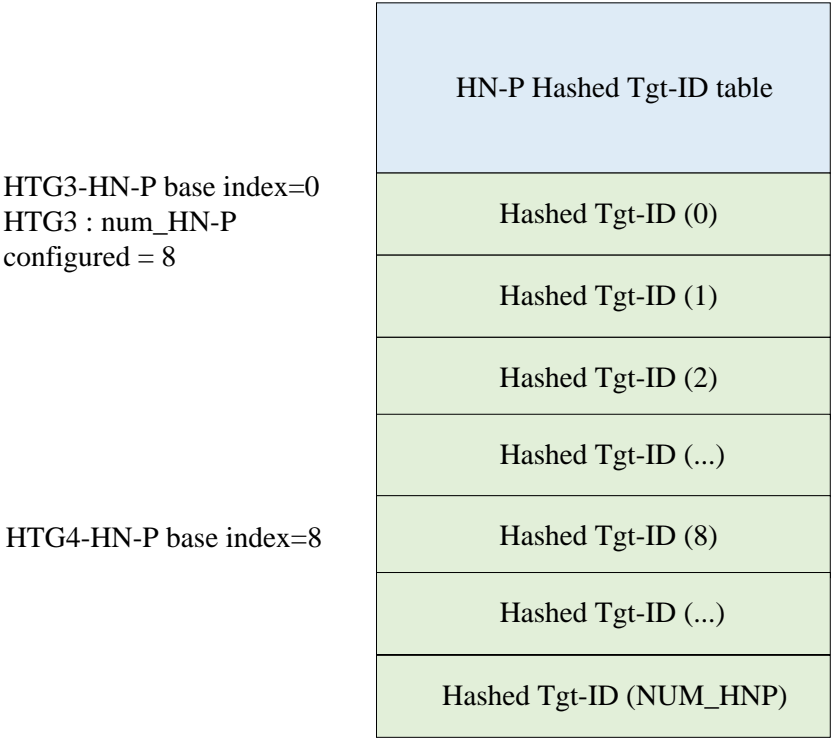 HN-P Hashed Tgt-ID table
HTG3-HN-P base index=0
HTG3 : num_HN-P
configured = 8
Hashed Tgt-ID (0)
Hashed Tgt-ID (1)
Hashed Tgt-ID (2)
Hashed Tgt-ID (...)
HTG4-HN-P base index=8
Hashed Tgt-ID (8)
Hashed Tgt-ID (...)
Hashed Tgt-ID (NUM_HNP)